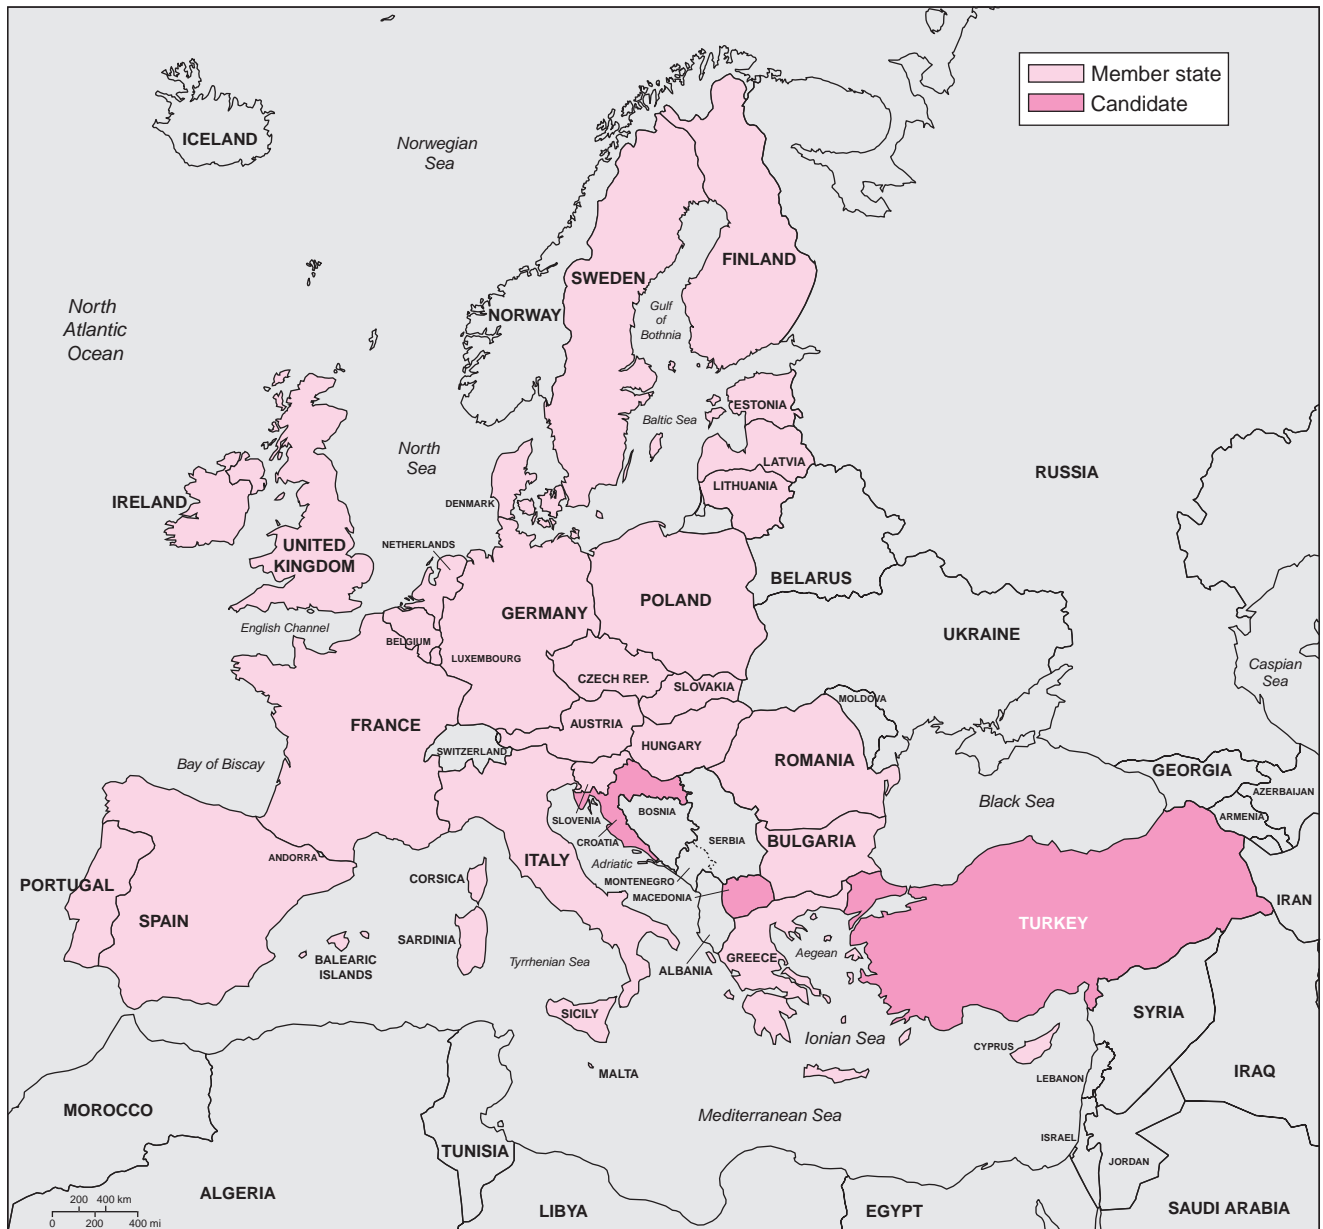 Member state
Candidate
ICELAND
Norwegian
Sea
FINLAND
SWEDEN
NORWAY
Gulf
of
Bothnia
North
Atlantic
Ocean
ESTONIA
Baltic Sea
North
Sea
LATVIA
RUSSIA
LITHUANIA
IRELAND
DENMARK
UNITED
KINGDOM
NETHERLANDS
BELARUS
POLAND
GERMANY
English Channel
UKRAINE
BELGIUM
LUXEMBOURG
CZECH REP.
SLOVAKIA
Caspian
Sea
MOLDOVA
FRANCE
AUSTRIA
HUNGARY
SWITZERLAND
ROMANIA
Bay of Biscay
GEORGIA
AZERBAIJAN
Black Sea
ARMENIA
BOSNIA
SLOVENIA
CROATIA
SERBIA
BULGARIA
ANDORRA
ITALY
Adriatic
CORSICA
MONTENEGRO
MACEDONIA
PORTUGAL
SPAIN
IRAN
TURKEY
SARDINIA
BALEARIC
ISLANDS
Tyrrhenian Sea
ALBANIA
GREECE
Aegean
SICILY
SYRIA
Ionian Sea
CYPRUS
MALTA
LEBANON
IRAQ
MOROCCO
Mediterranean Sea
TUNISIA
ISRAEL
JORDAN
ALGERIA
LIBYA
EGYPT
SAUDI ARABIA
200 400 km
0 200 400 mi